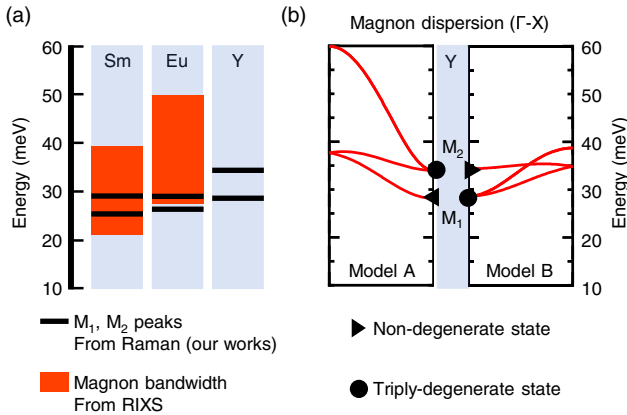 (a)
60
50
40
30
20
10
Energy (meV)
Sm
Eu
Y
M1, M2 peaks
From Raman (our works)
Magnon bandwidth
From RIXS
(b)
Magnon dispersion (Γ-X)
Y
M2
M1
Model A
Model B
60
50
40
30
20
10
Energy (meV)
Non-degenerate state
Triply-degenerate state